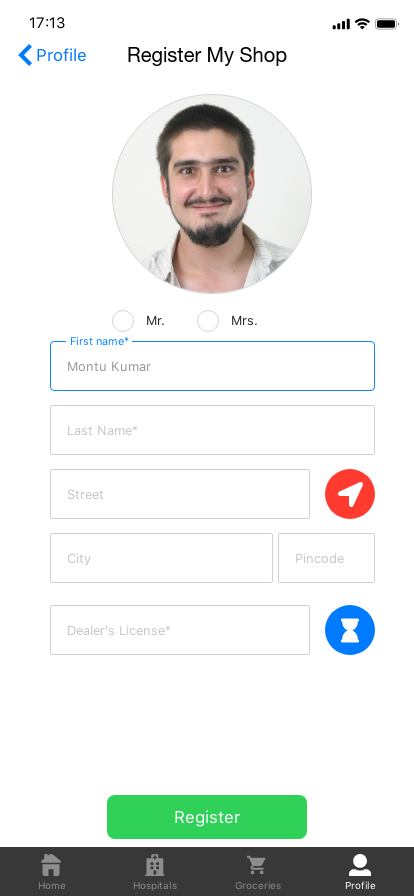 17:13
Profile
Register My Shop
Mr.
Mrs.
First name*
Montu Kumar
Last Name*
Street
City
Pincode
Dealer's License*
Register
Home
Hospitals
Groceries
Profile